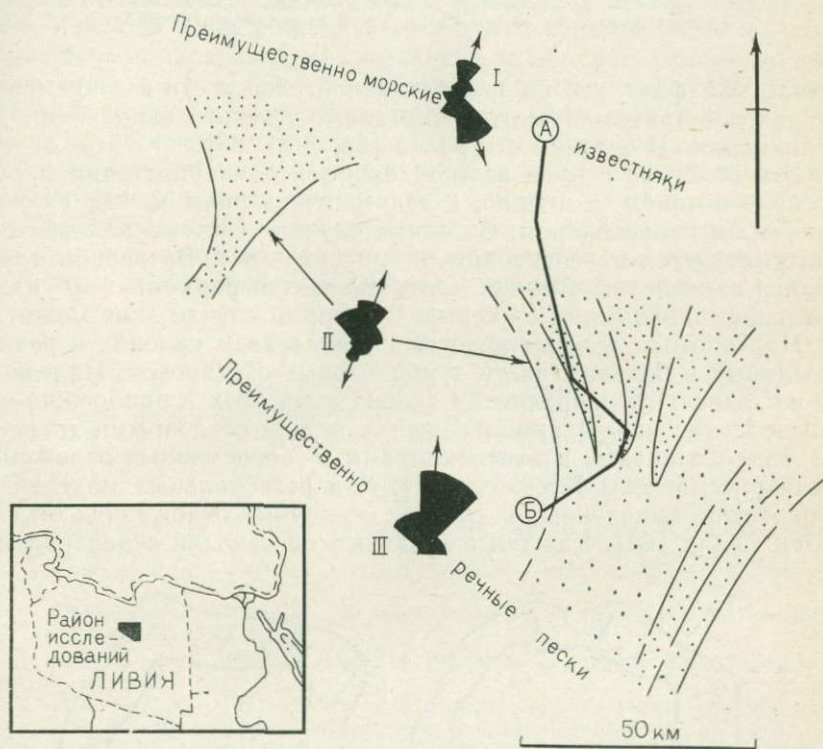 Преимущественно морские
I
А
известняки
II
Преимущественно
Б
III
речные пески
Район
иссле-
дований
ЛИВИЯ
50 км